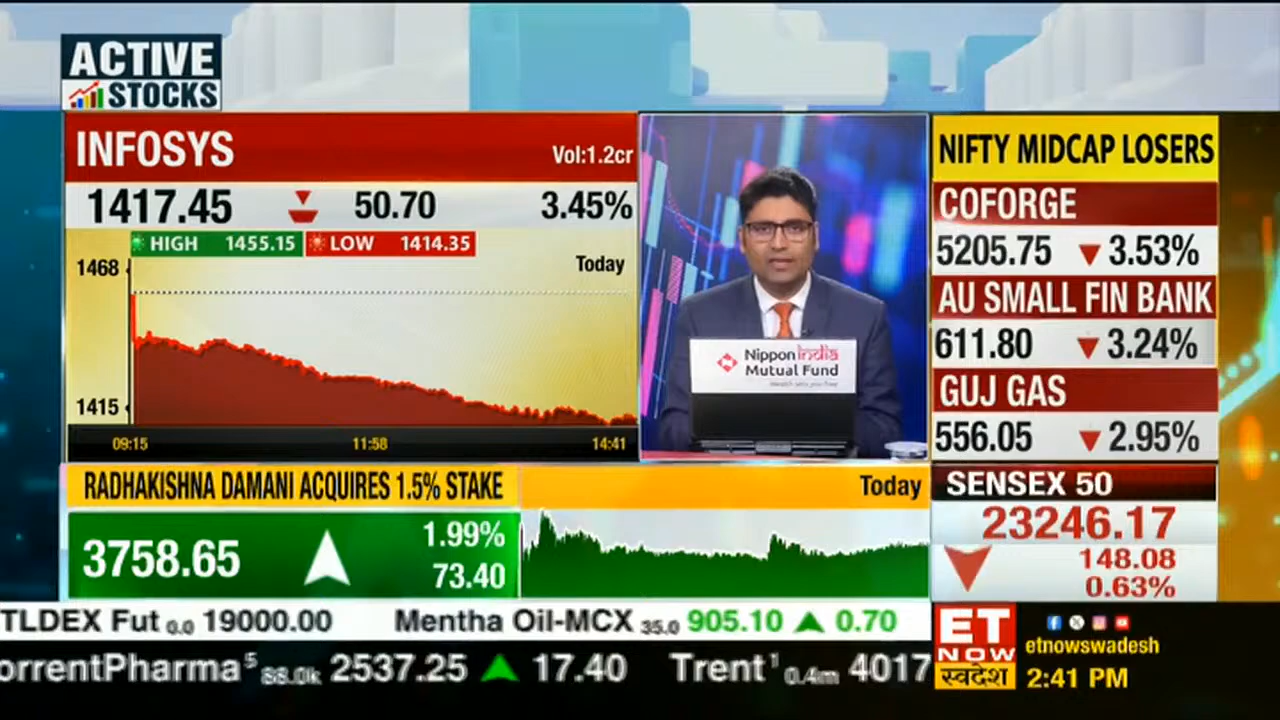 ACTIVE
STOCKS
INFOSYS
Vol:1.2cr
1417.45 50.70 3.45%
HIGH 1455.15 LOW 1414.35
Today
1468
1415
09:15 11:58 14:41
Nippon india
Mutual Fund
NIFTY MIDCAP LOSERS
COFORGE
5205.75 3.53%
AU SMALL FIN BANK
611.80 3.24%
GUJ GAS
556.05 2.95%
SENSEX 50
23246.17
148.08
0.63%
RADHAKISHNA DAMANI ACQUIRES 1.5% STAKE
Today
3758.65
1.99%
73.40
TLDEX Fut 0.0 19000.00 Mentha Oil-MCX 35.0 905.10 0.70
orrentPharma 5 88.0k 2537.25 17.40 Trent 1 0.4m 4017
ET
NOW
स्वदेश
etnowswadesh
2:41 PM